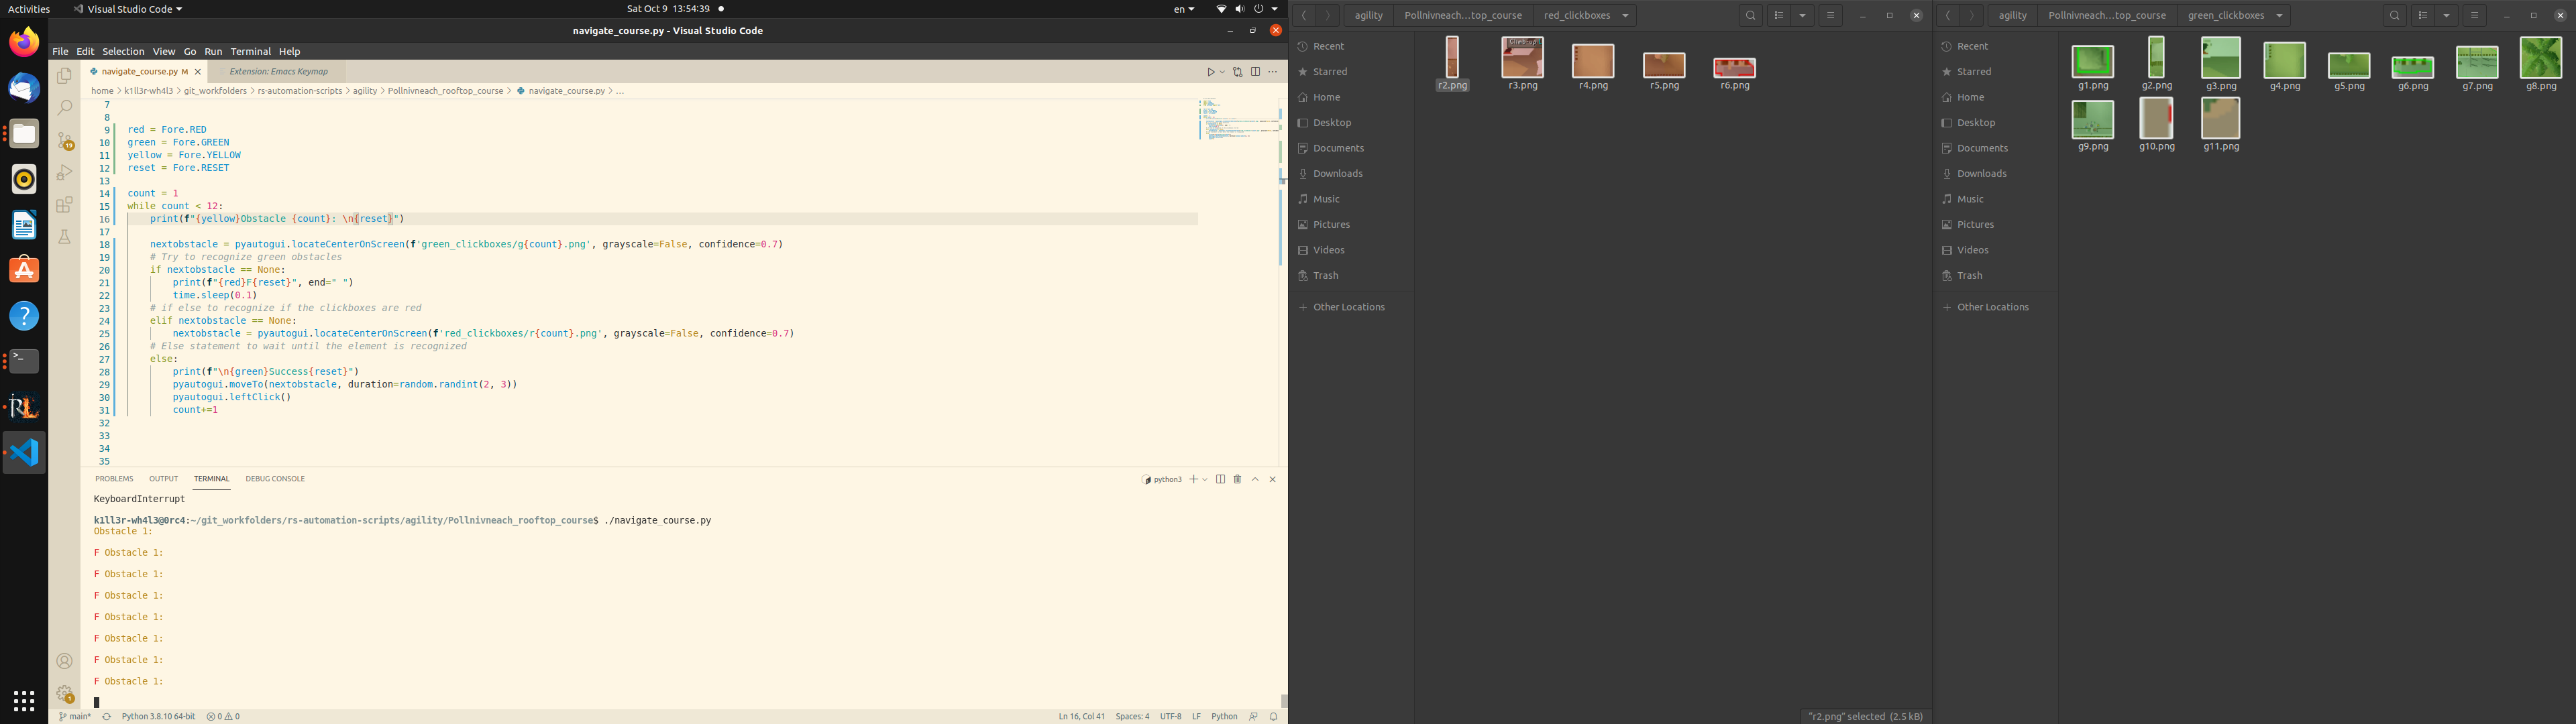 Activities
Visual Studio Code
Sat Oct 9 13:54:39
en
navigate_course.py - Visual Studio Code
File Edit Selection View Go Run Terminal Help
navigate_course.py M
Extension: Emacs Keymap
home > k1ll3r-wh4l3 > git_workfolders > rs-automation-scripts > agility > Pollnivneach_rooftop_course > navigate_course.py > ...
7
8
9 red = Fore.RED
10 green = Fore.GREEN
11 yellow = Fore.YELLOW
12 reset = Fore.RESET
13
14 count = 1
15 while count < 12:
16 print(f"{yellow}Obstacle {count}: \n{reset}")
17
18 nextobstacle = pyautogui.locateCenterOnScreen(f'green_clickboxes/g{count}.png', grayscale=False, confidence=0.7)
19 # Try to recognize green obstacles
20 if nextobstacle == None:
21 print(f"{red}F{reset}", end=" ")
22 time.sleep(0.1)
23 # if else to recognize if the clickboxes are red
24 elif nextobstacle == None:
25 nextobstacle = pyautogui.locateCenterOnScreen(f'red_clickboxes/r{count}.png', grayscale=False, confidence=0.7)
26 # Else statement to wait until the element is recognized
27 else:
28 print(f"\n{green}Success{reset}")
29 pyautogui.moveTo(nextobstacle, duration=random.randint(2, 3))
30 pyautogui.leftClick()
31 count+=1
32
33
34
35
19
1
PROBLEMS OUTPUT TERMINAL DEBUG CONSOLE
python3
KeyboardInterrupt
k1ll3r-wh4l3@0rc4:~/git_workfolders/rs-automation-scripts/agility/Pollnivneach_rooftop_course$ ./navigate_course.py
Obstacle 1:
F Obstacle 1:
F Obstacle 1:
F Obstacle 1:
F Obstacle 1:
F Obstacle 1:
F Obstacle 1:
F Obstacle 1:
main* Python 3.8.10 64-bit 0 0
Ln 16, Col 41 Spaces: 4 UTF-8 LF Python
agility Pollnivneach…top_course red_clickboxes
Recent
Starred
Home
Desktop
Documents
Downloads
Music
Pictures
Videos
Trash
Other Locations
r2.png r3.png r4.png r5.png r6.png
"r2.png" selected (2.5 kB)
agility Pollnivneach…top_course green_clickboxes
Recent
Starred
Home
Desktop
Documents
Downloads
Music
Pictures
Videos
Trash
Other Locations
g1.png g2.png g3.png g4.png g5.png g6.png g7.png g8.png
g9.png g10.png g11.png